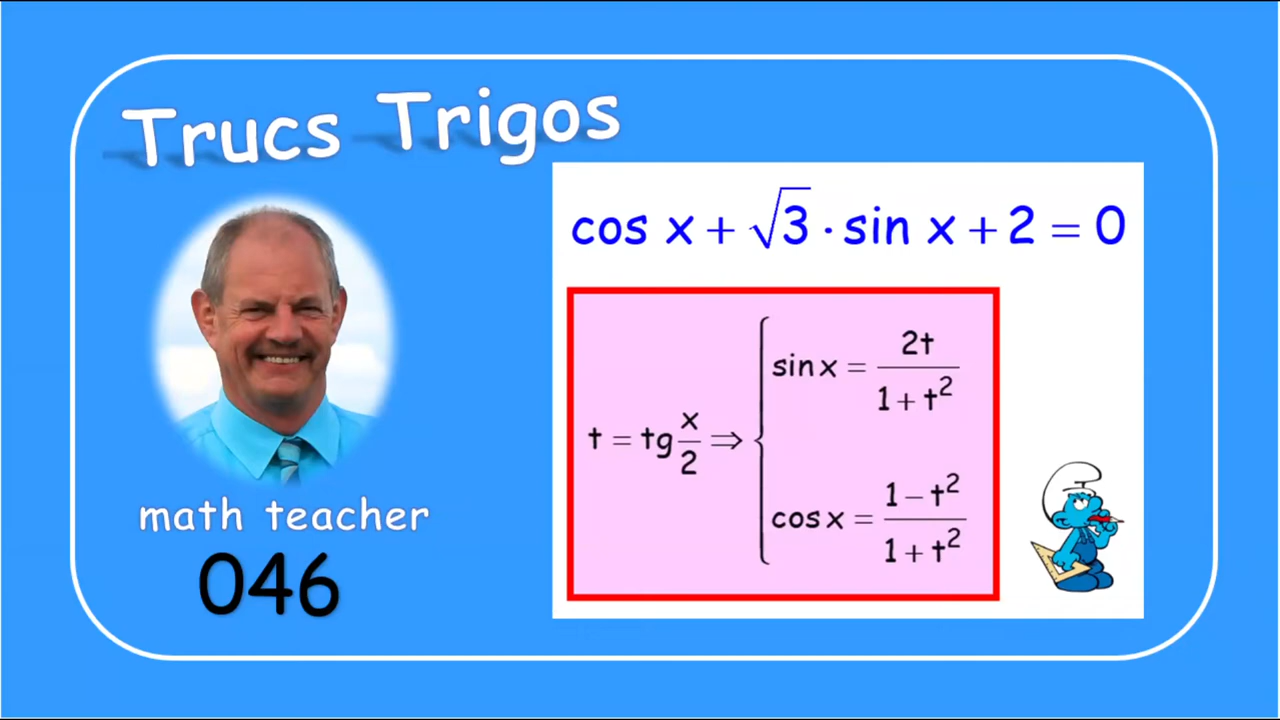 Trucs Trigos
cos x + √3 · sin x + 2 = 0
sin x = 2t / (1 + t²)
t = tg x/2 ⇒
cos x = (1 − t²) / (1 + t²)
math teacher
046